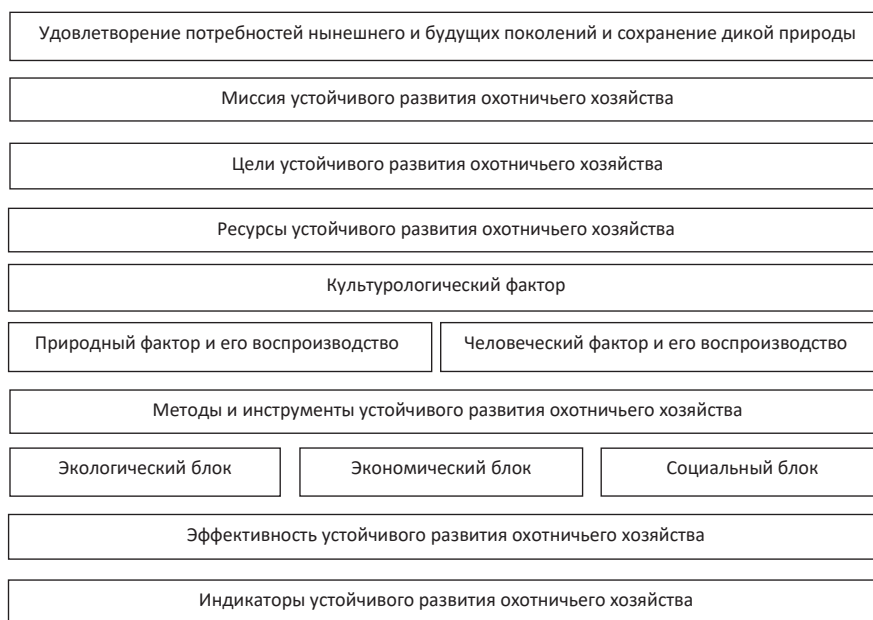 Удовлетворение потребностей нынешнего и будущих поколений и сохранение дикой природы
Миссия устойчивого развития охотничьего хозяйства
Цели устойчивого развития охотничьего хозяйства
Ресурсы устойчивого развития охотничьего хозяйства
Культурологический фактор
Природный фактор и его воспроизводство
Человеческий фактор и его воспроизводство
Методы и инструменты устойчивого развития охотничьего хозяйства
Экологический блок
Экономический блок
Социальный блок
Эффективность устойчивого развития охотничьего хозяйства
Индикаторы устойчивого развития охотничьего хозяйства